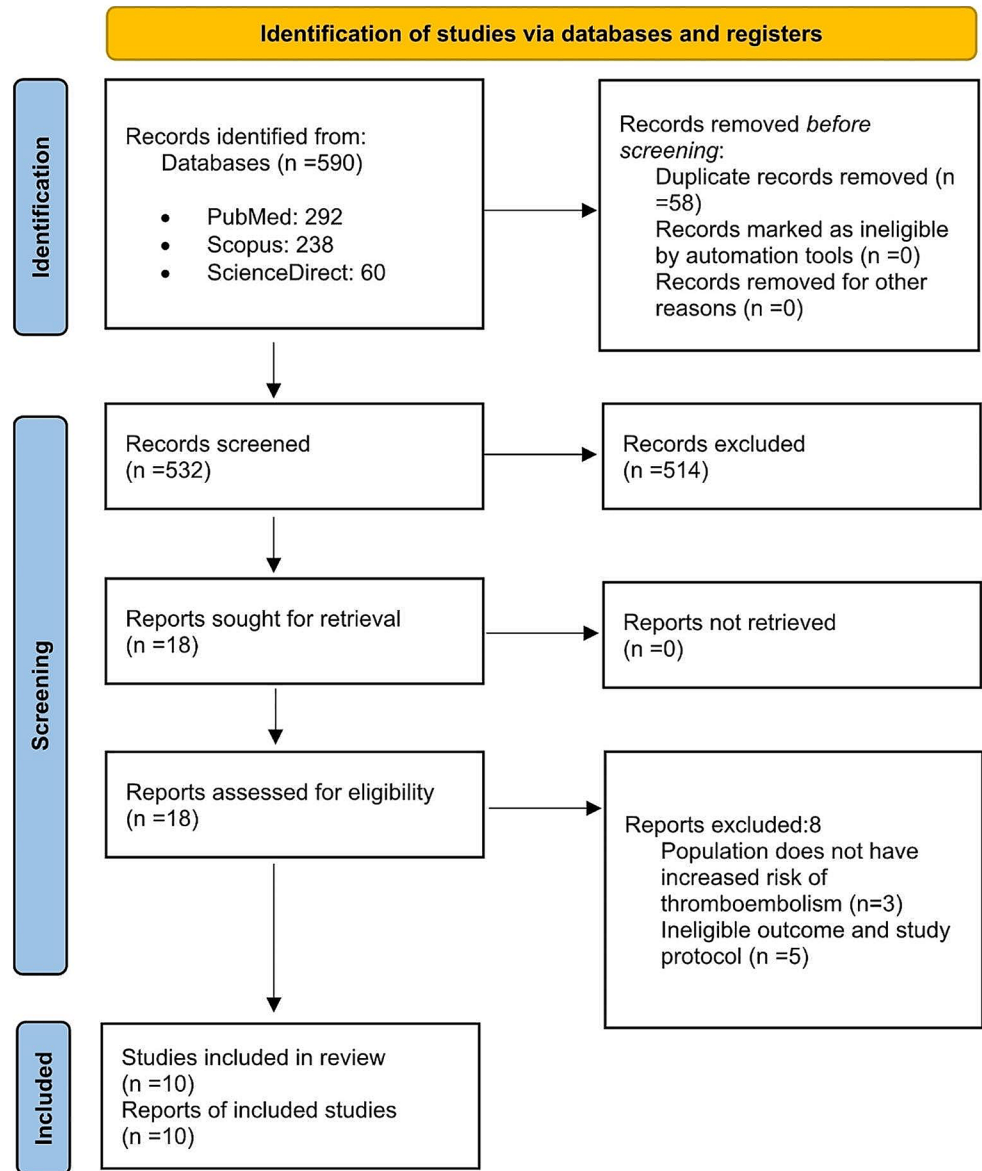 Identification of studies via databases and registers
Identification
Records identified from:
Databases (n =590)
• PubMed: 292
• Scopus: 238
• ScienceDirect: 60
Records removed before
screening:
Duplicate records removed (n
=58)
Records marked as ineligible
by automation tools (n =0)
Records removed for other
reasons (n =0)
Screening
Records screened
(n =532)
Records excluded
(n =514)
Reports sought for retrieval
(n =18)
Reports not retrieved
(n =0)
Reports assessed for eligibility
(n =18)
Reports excluded:8
Population does not have
increased risk of
thromboembolism (n=3)
Ineligible outcome and study
protocol (n =5)
Included
Studies included in review
(n =10)
Reports of included studies
(n =10)